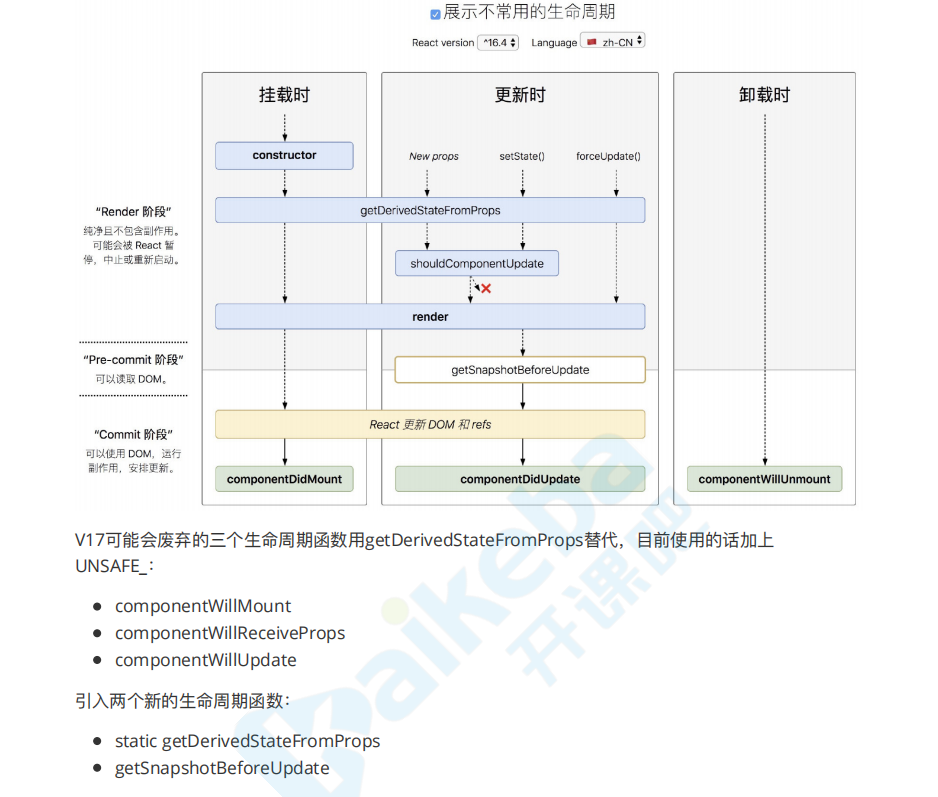 展示不常用的生命周期
React version ^16.4 Language zh-CN
挂载时 更新时 卸载时
constructor
New props setState() forceUpdate()
“Render 阶段”
纯净且不包含副作用。
可能会被 React 暂
停，中止或重新启动。
getDerivedStateFromProps
shouldComponentUpdate
render
“Pre-commit 阶段”
可以读取 DOM。
getSnapshotBeforeUpdate
“Commit 阶段”
可以使用 DOM，运行
副作用，安排更新。
React 更新 DOM 和 refs
componentDidMount componentDidUpdate componentWillUnmount
V17可能会废弃的三个生命周期函数用getDerivedStateFromProps替代，目前使用的话加上
UNSAFE_：
componentWillMount
componentWillReceiveProps
componentWillUpdate
引入两个新的生命周期函数：
static getDerivedStateFromProps
getSnapshotBeforeUpdate
kaikeba
开课吧